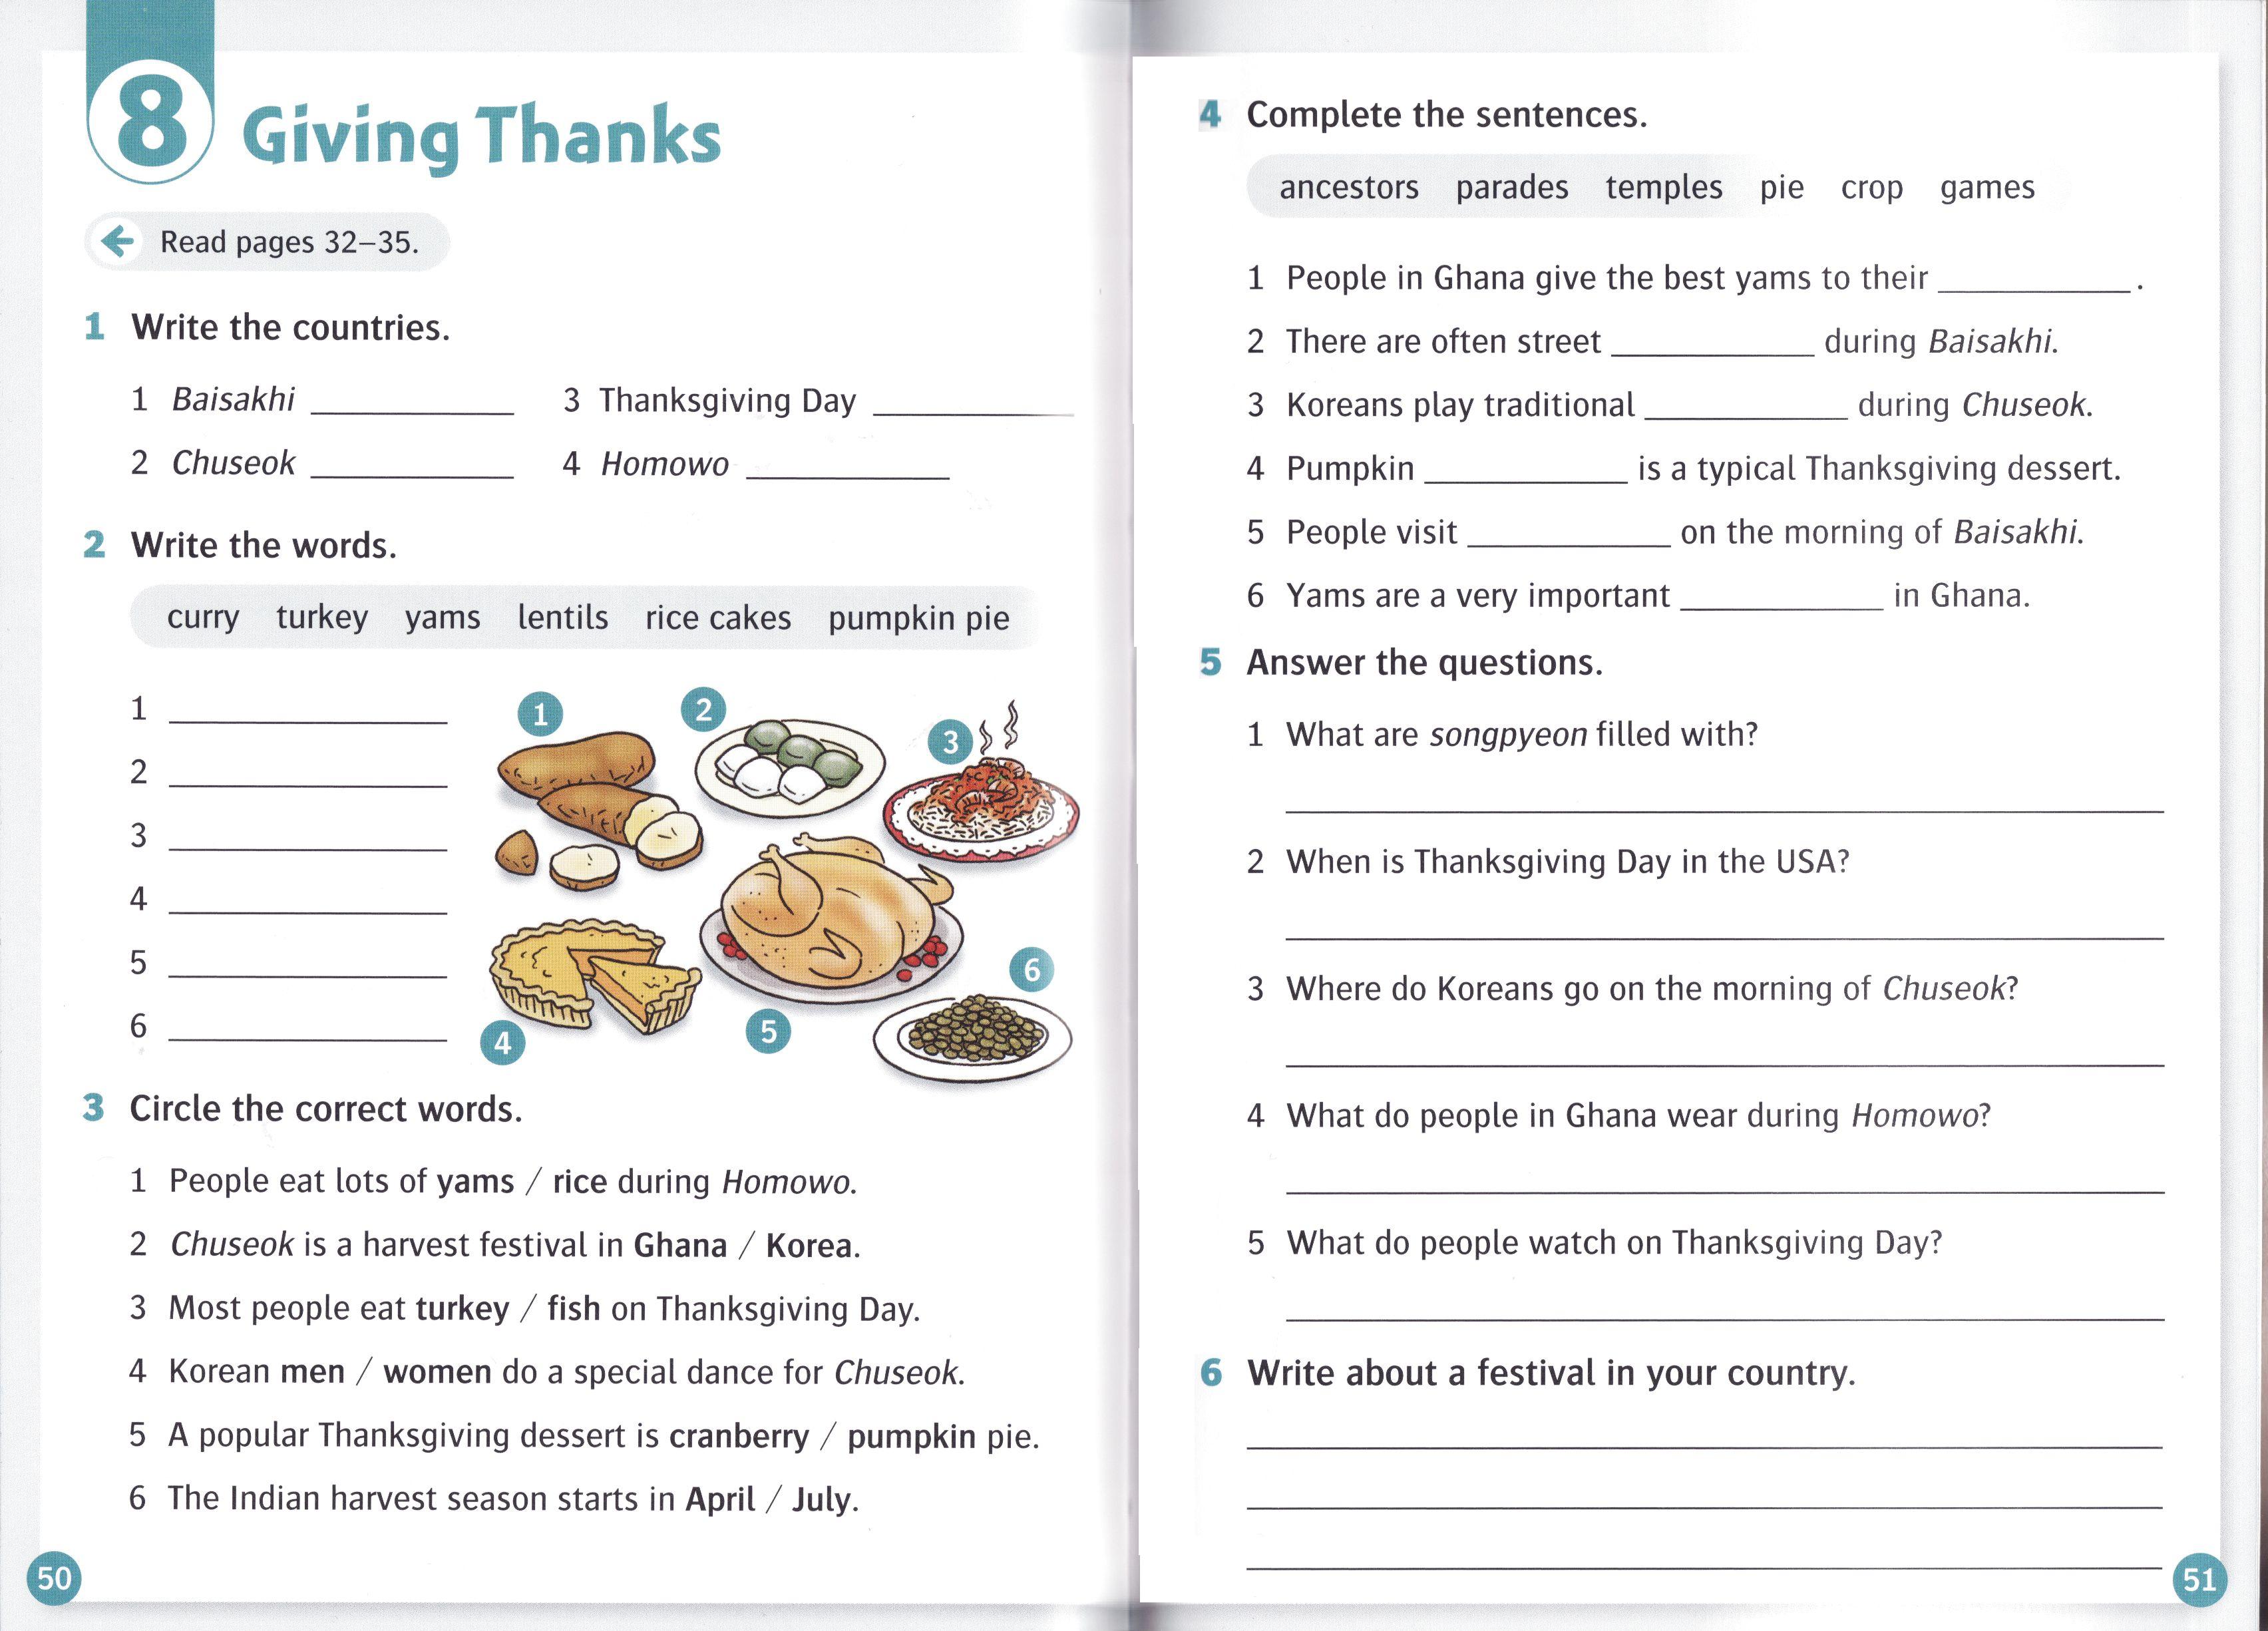 8 Giving Thanks
Read pages 32–35.
1 Write the countries.
1 Baisakhi ____________ 3 Thanksgiving Day ____________
2 Chuseok ____________ 4 Homowo ____________
2 Write the words.
curry turkey yams lentils rice cakes pumpkin pie
1 ____________
2 ____________
3 ____________
4 ____________
5 ____________
6 ____________
1
2
3
4
5
6
3 Circle the correct words.
1 People eat lots of yams / rice during Homowo.
2 Chuseok is a harvest festival in Ghana / Korea.
3 Most people eat turkey / fish on Thanksgiving Day.
4 Korean men / women do a special dance for Chuseok.
5 A popular Thanksgiving dessert is cranberry / pumpkin pie.
6 The Indian harvest season starts in April / July.
50
4 Complete the sentences.
ancestors parades temples pie crop games
1 People in Ghana give the best yams to their ____________.
2 There are often street ____________ during Baisakhi.
3 Koreans play traditional ____________ during Chuseok.
4 Pumpkin ____________ is a typical Thanksgiving dessert.
5 People visit ____________ on the morning of Baisakhi.
6 Yams are a very important ____________ in Ghana.
5 Answer the questions.
1 What are songpyeon filled with?
2 When is Thanksgiving Day in the USA?
3 Where do Koreans go on the morning of Chuseok?
4 What do people in Ghana wear during Homowo?
5 What do people watch on Thanksgiving Day?
6 Write about a festival in your country.
51